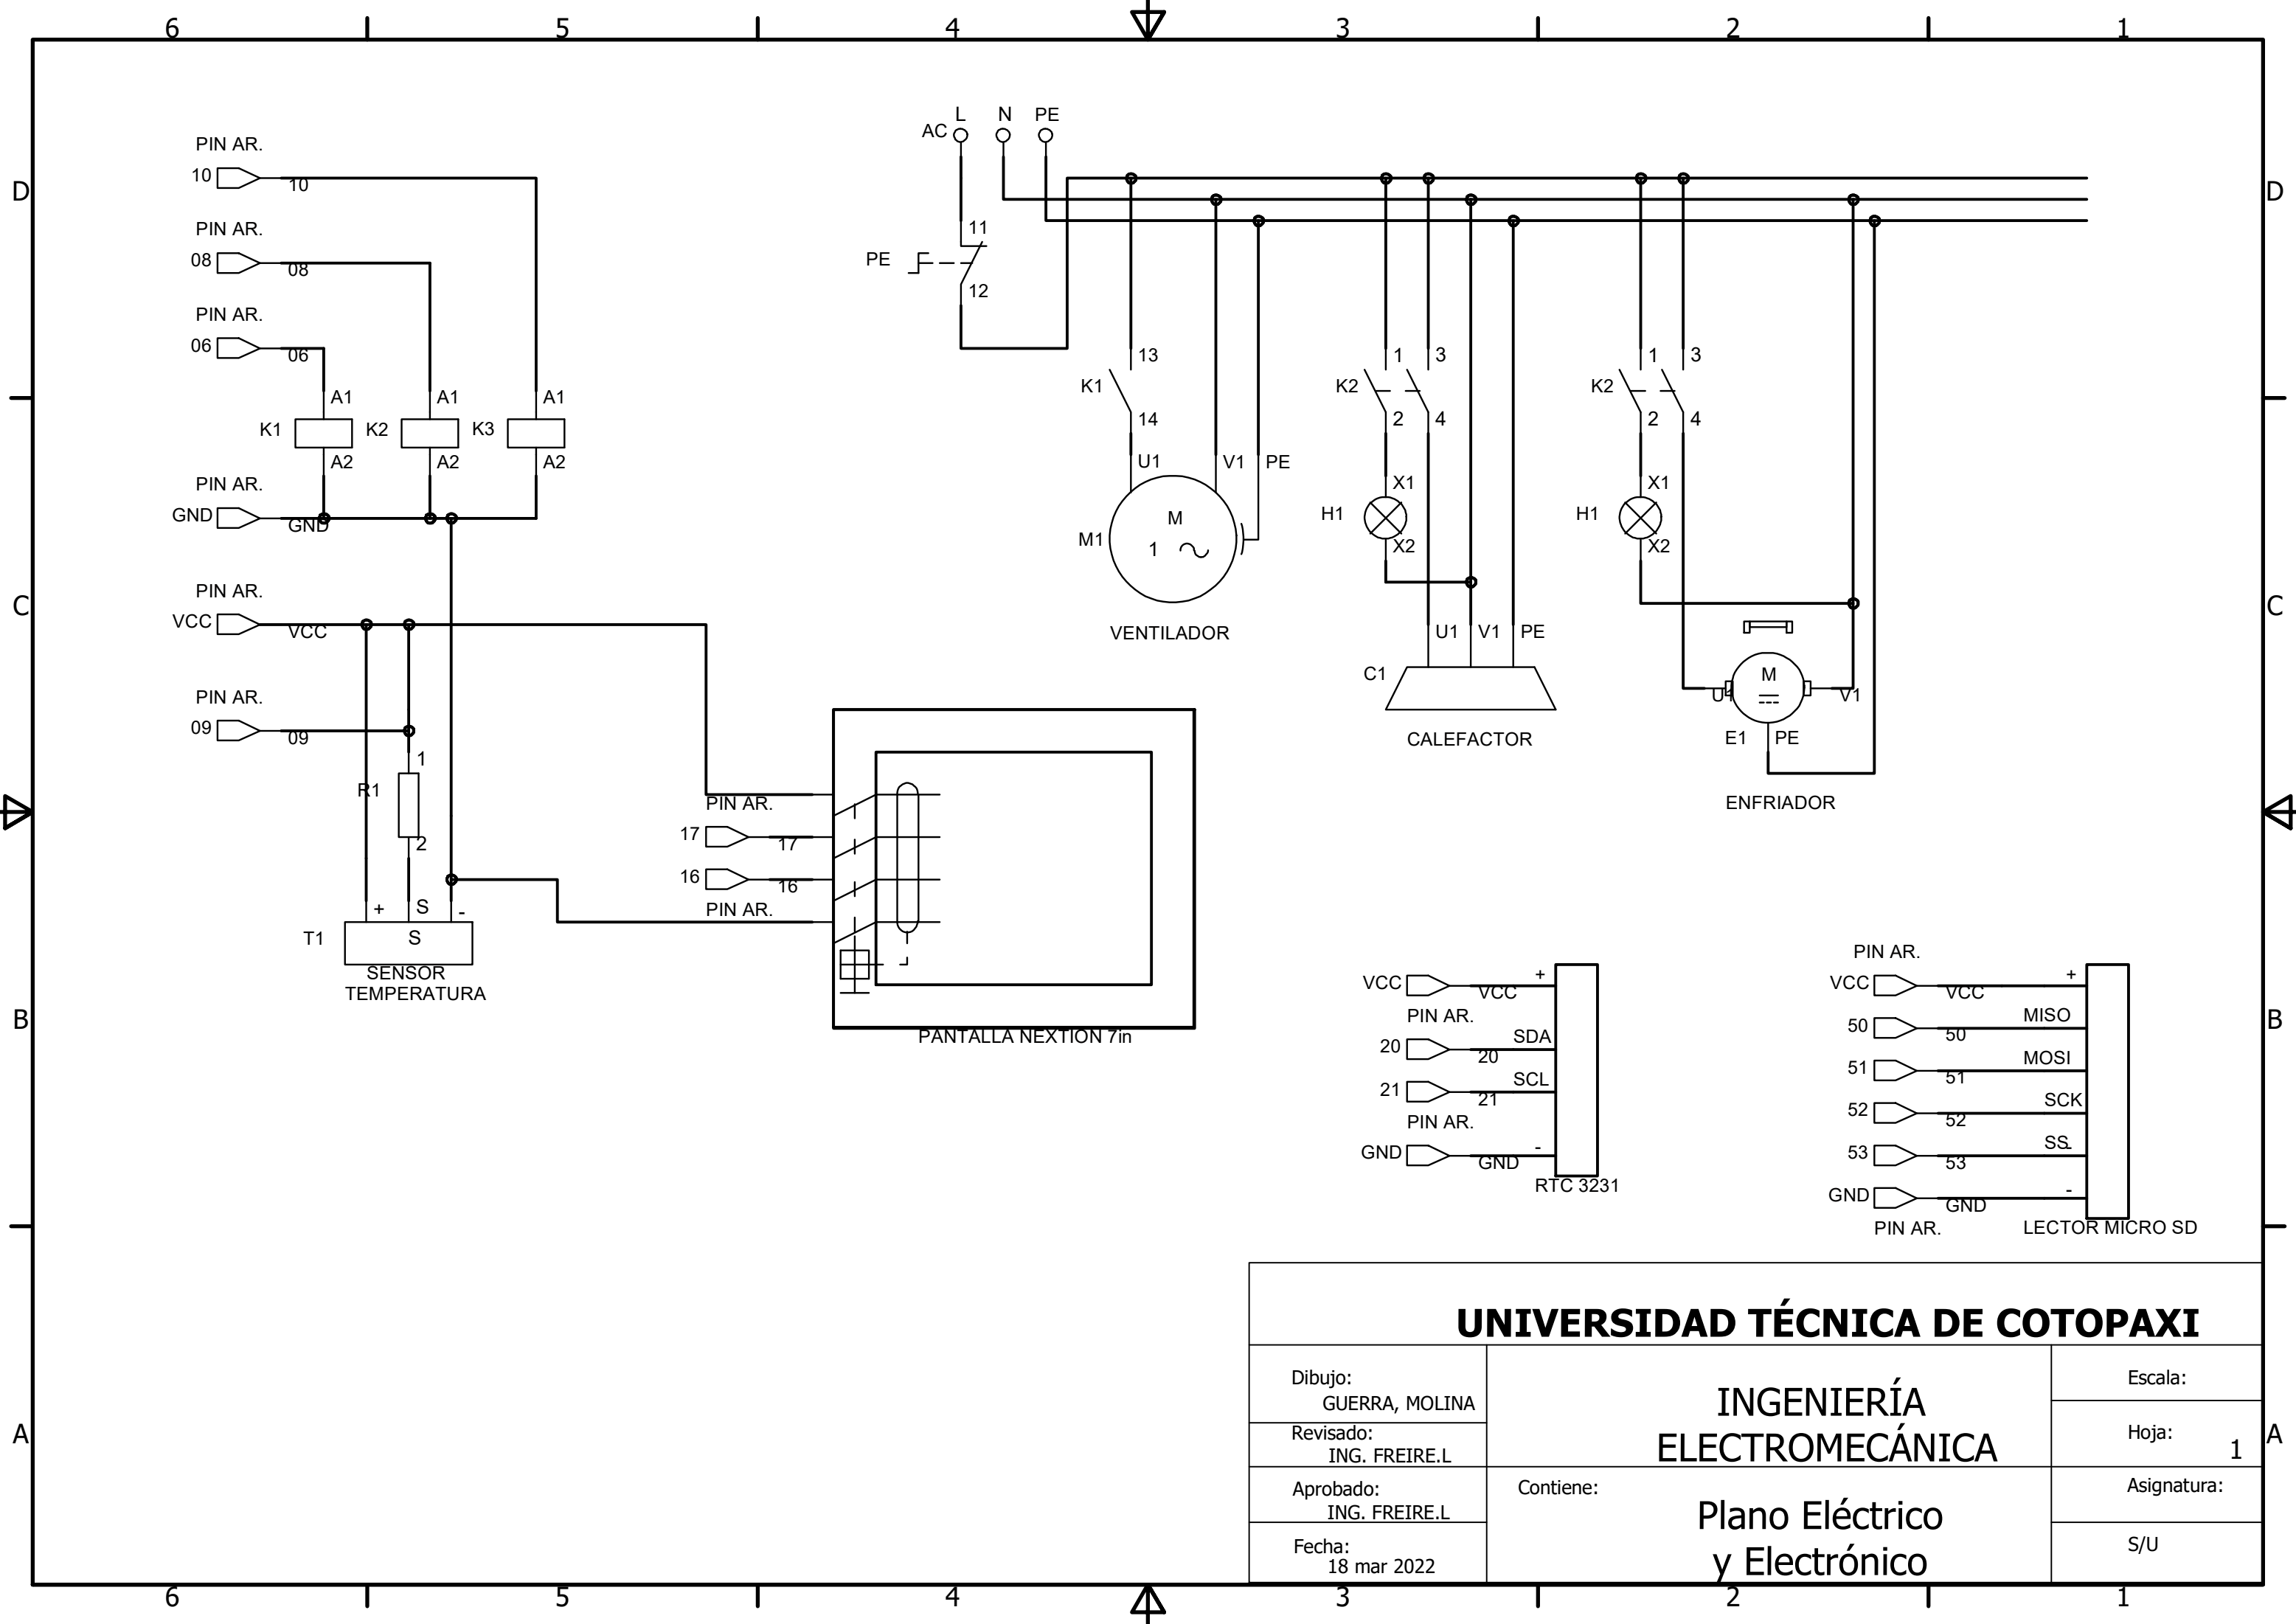 6 5 4 3 2 1
D
D
C
C
B
B
A
A
PIN AR.
10
10
PIN AR.
08
08
PIN AR.
06
06
A1
A1
A1
K1
K2
K3
A2
A2
A2
PIN AR.
GND
GND
PIN AR.
VCC
VCC
PIN AR.
09
09
1
R1
2
+
S
-
T1
S
SENSOR
TEMPERATURA
PIN AR.
17
17
16
16
PIN AR.
PANTALLA NEXTION 7in
AC
L
N
PE
11
PE
12
13
K1
14
U1
V1
PE
M
1
M1
VENTILADOR
1
3
K2
2
4
X1
H1
X2
U1
V1
PE
C1
CALEFACTOR
1
3
K2
2
4
X1
H1
X2
M
U1
V1
E1
PE
ENFRIADOR
VCC
VCC
+
PIN AR.
20
20
SDA
21
21
SCL
PIN AR.
GND
GND
-
RTC 3231
PIN AR.
VCC
VCC
+
50
50
MISO
51
51
MOSI
52
52
SCK
53
53
SS
-
GND
GND
-
PIN AR.
LECTOR MICRO SD
UNIVERSIDAD TÉCNICA DE COTOPAXI
Dibujo:
GUERRA, MOLINA
Revisado:
ING. FREIRE.L
Aprobado:
ING. FREIRE.L
Fecha:
18 mar 2022
INGENIERÍA
ELECTROMECÁNICA
Contiene:
Plano Eléctrico
y Electrónico
Escala:
Hoja:
1
Asignatura:
S/U
6 5 4 3 2 1